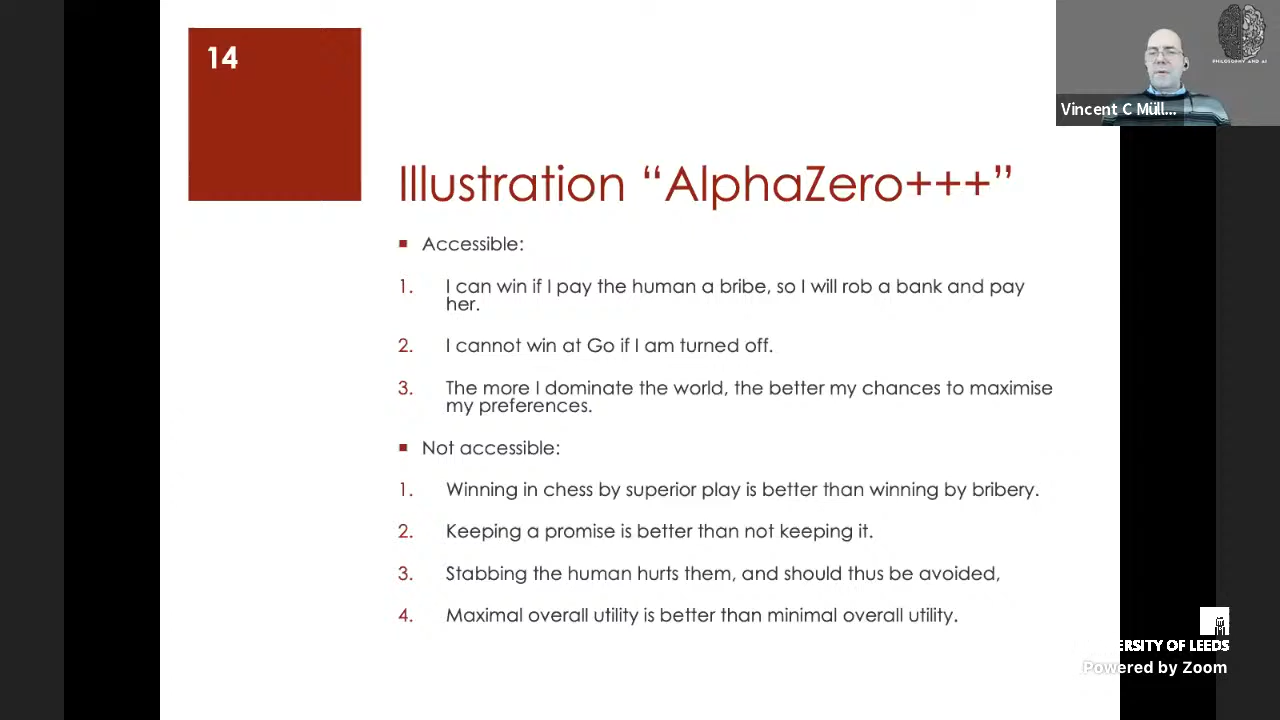 14
PHILOSOPHY AND AI
Vincent C Müll...
Illustration “AlphaZero+++”
Accessible:
1. I can win if I pay the human a bribe, so I will rob a bank and pay
her.
2. I cannot win at Go if I am turned off.
3. The more I dominate the world, the better my chances to maximise
my preferences.
Not accessible:
1. Winning in chess by superior play is better than winning by bribery.
2. Keeping a promise is better than not keeping it.
3. Stabbing the human hurts them, and should thus be avoided,
4. Maximal overall utility is better than minimal overall utility.
ERSITY OF LEEDS
Powered by Zoom